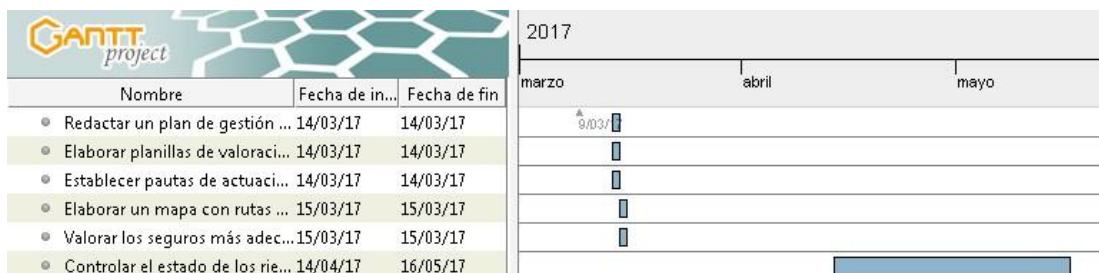 GANTT
project
2017
marzo abril mayo
Nombre Fecha de in... Fecha de fin
9/03/17
Redactar un plan de gestión ... 14/03/17 14/03/17
Elaborar planillas de valoraci... 14/03/17 14/03/17
Establecer pautas de actuaci... 14/03/17 14/03/17
Elaborar un mapa con rutas ... 15/03/17 15/03/17
Valorar los seguros más adec... 15/03/17 15/03/17
Controlar el estado de los rie... 14/04/17 16/05/17